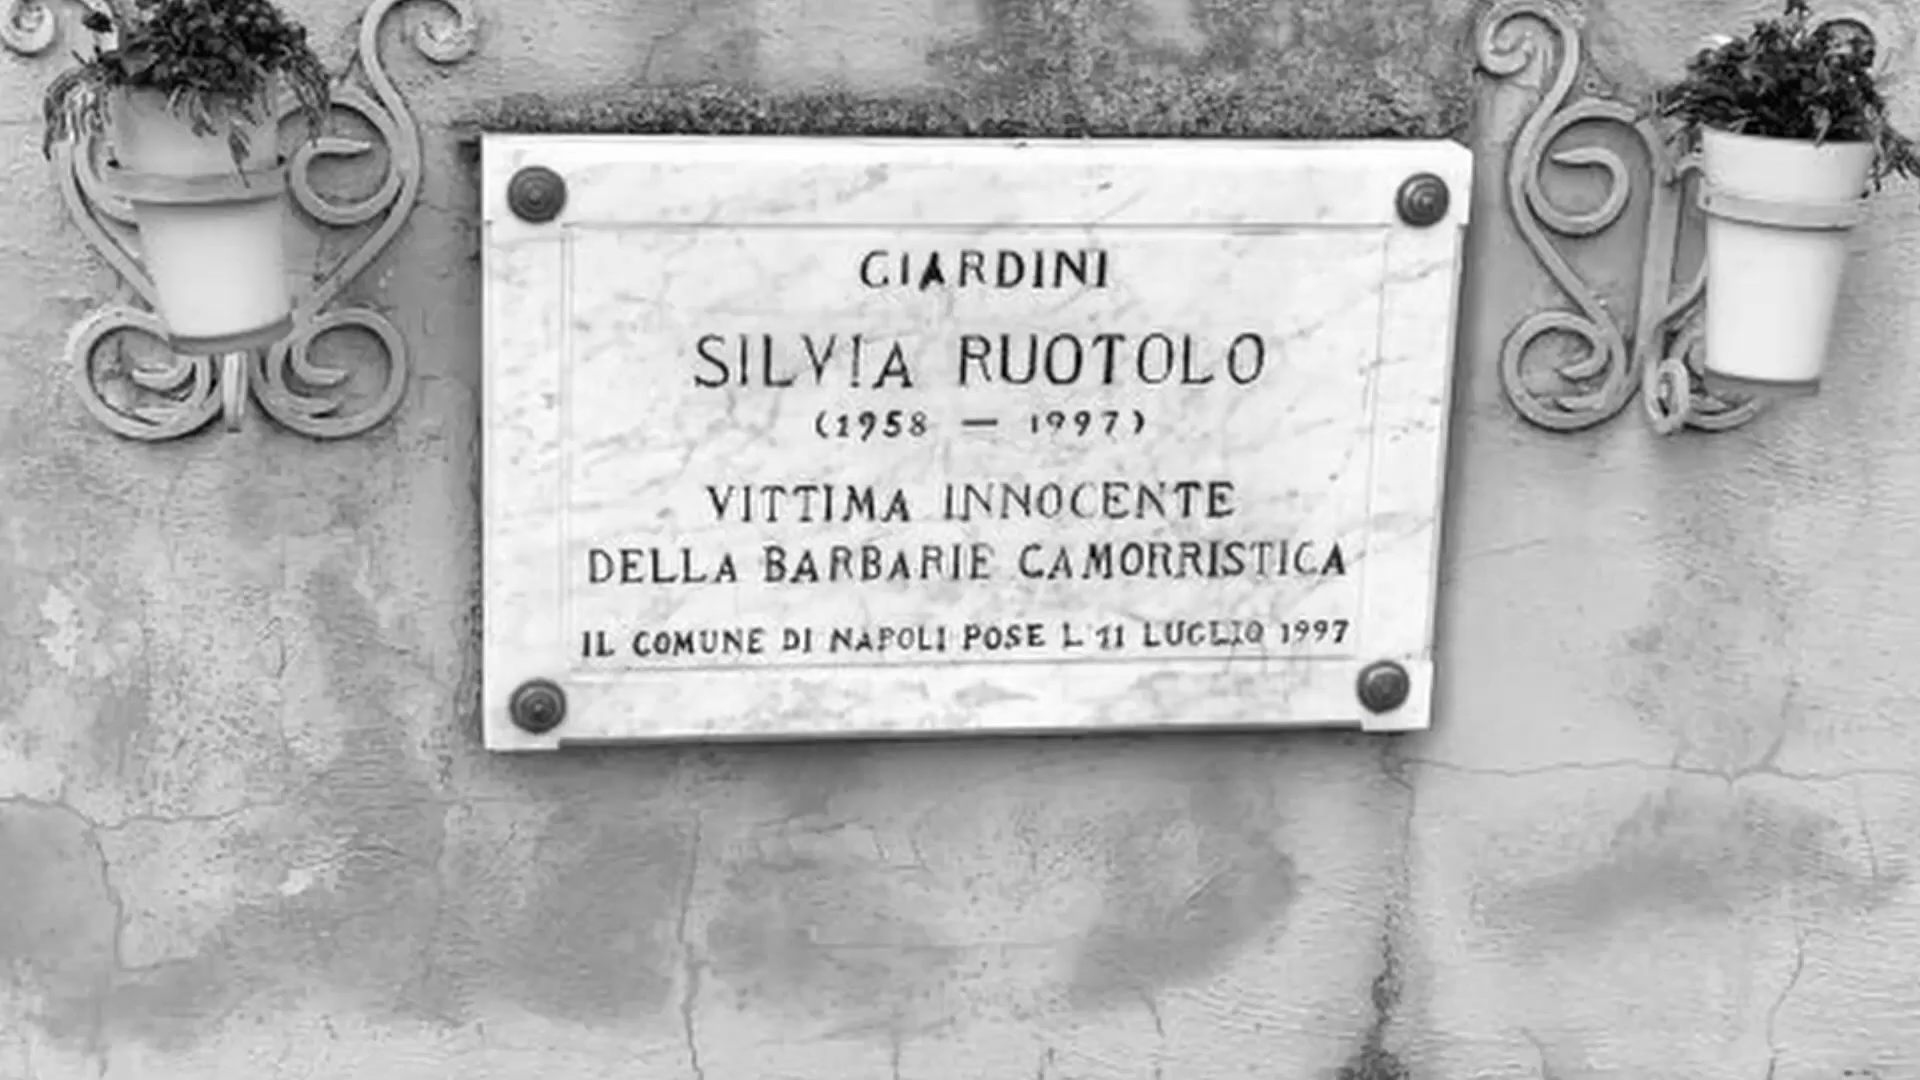 GIARDINI
SILVIA RUOTOLO
(1958 — 1997)
VITTIMA INNOCENTE
DELLA BARBARIE CAMORRISTICA
IL COMUNE DI NAPOLI POSE L'11 LUGLIO 1997